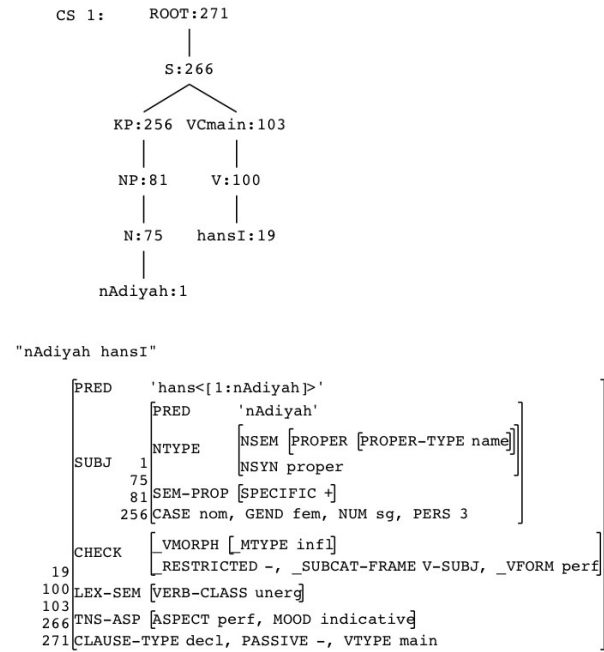 CS 1: ROOT:271
S:266
KP:256 VCmain:103
NP:81 V:100
N:75 hansI:19
nAdiyah:1
"nAdiyah hansI"
PRED 'hans<[1:nAdiyah]>'
PRED 'nAdiyah'
NTYPE NSEM [PROPER [PROPER-TYPE name]]
NSYN proper
SUBJ 1
75
81 SEM-PROP [SPECIFIC +]
256 CASE nom, GEND fem, NUM sg, PERS 3
CHECK _VMORPH [_MTYPE infl]
_RESTRICTED -, _SUBCAT-FRAME V-SUBJ, _VFORM perf
19
100 LEX-SEM [VERB-CLASS unerg]
103
266 TNS-ASP [ASPECT perf, MOOD indicative]
271 CLAUSE-TYPE decl, PASSIVE -, VTYPE main